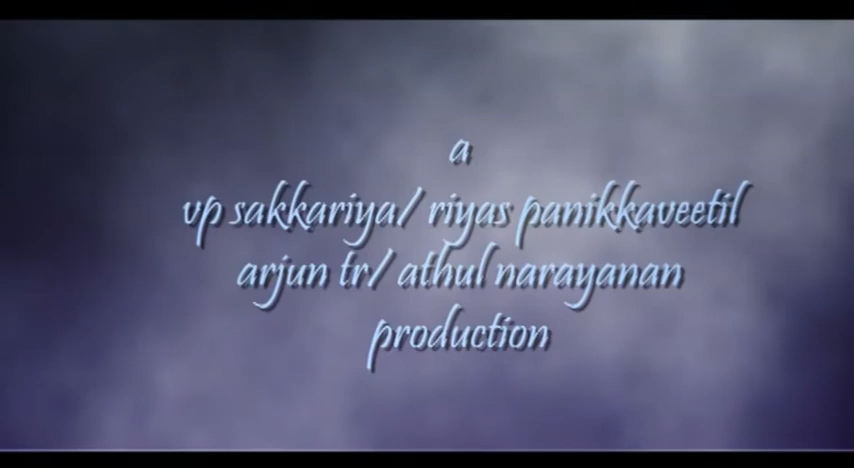 a
vp sakkariya/ riyas panikkaveetil
arjun tr/ athul narayanan
production